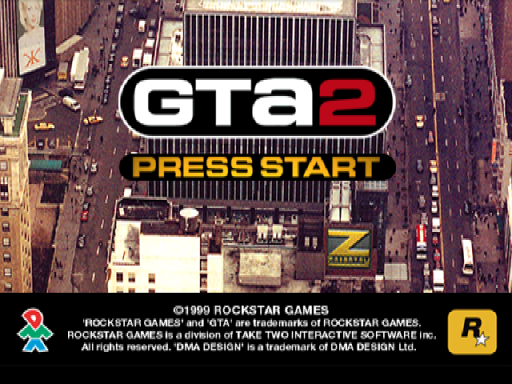 GTa2
PRESS START
Z
©1999 ROCKSTAR GAMES
'ROCKSTAR GAMES' and 'GTA' are trademarks of ROCKSTAR GAMES.
ROCKSTAR GAMES is a division of TAKE TWO INTERACTIVE SOFTWARE inc.
All rights reserved. 'DMA DESIGN' is a trademark of DMA DESIGN Ltd.
R